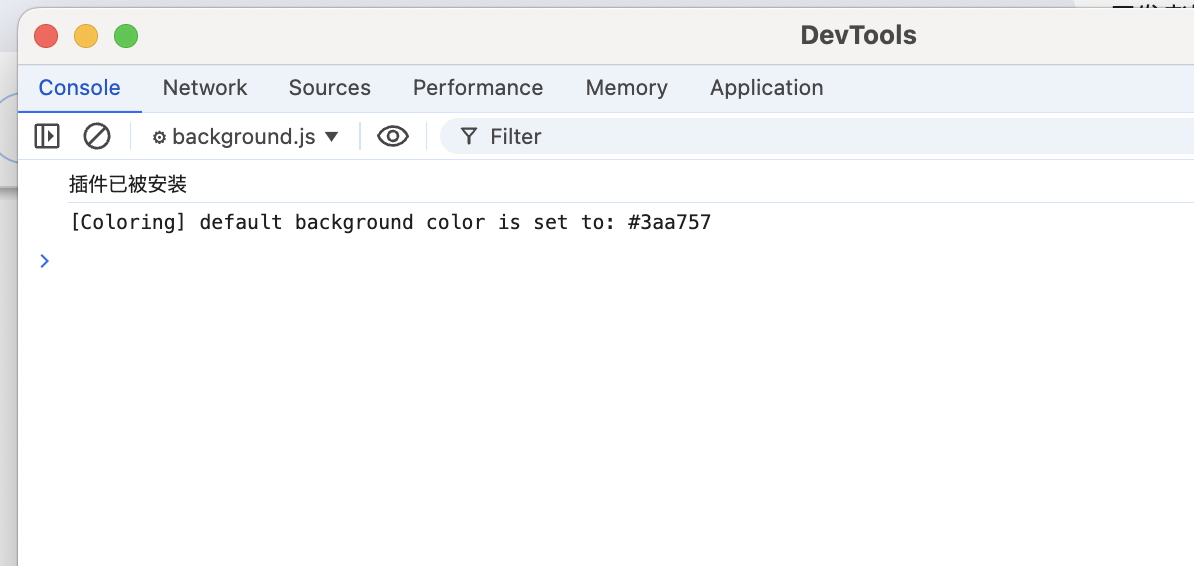 DevTools
Console Network Sources Performance Memory Application
background.js Filter
插件已被安装
[Coloring] default background color is set to: #3aa757